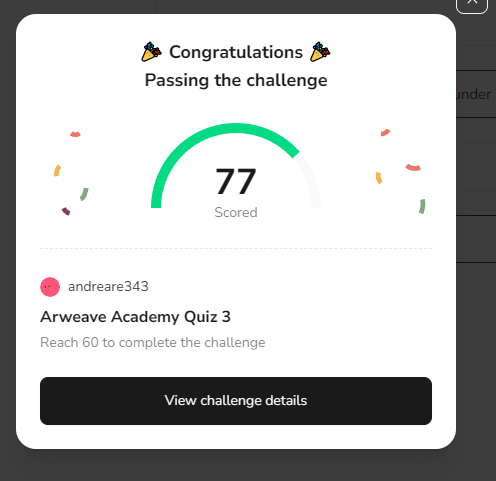 Congratulations
Passing the challenge
under
77
Scored
andreare343
Arweave Academy Quiz 3
Reach 60 to complete the challenge
View challenge details